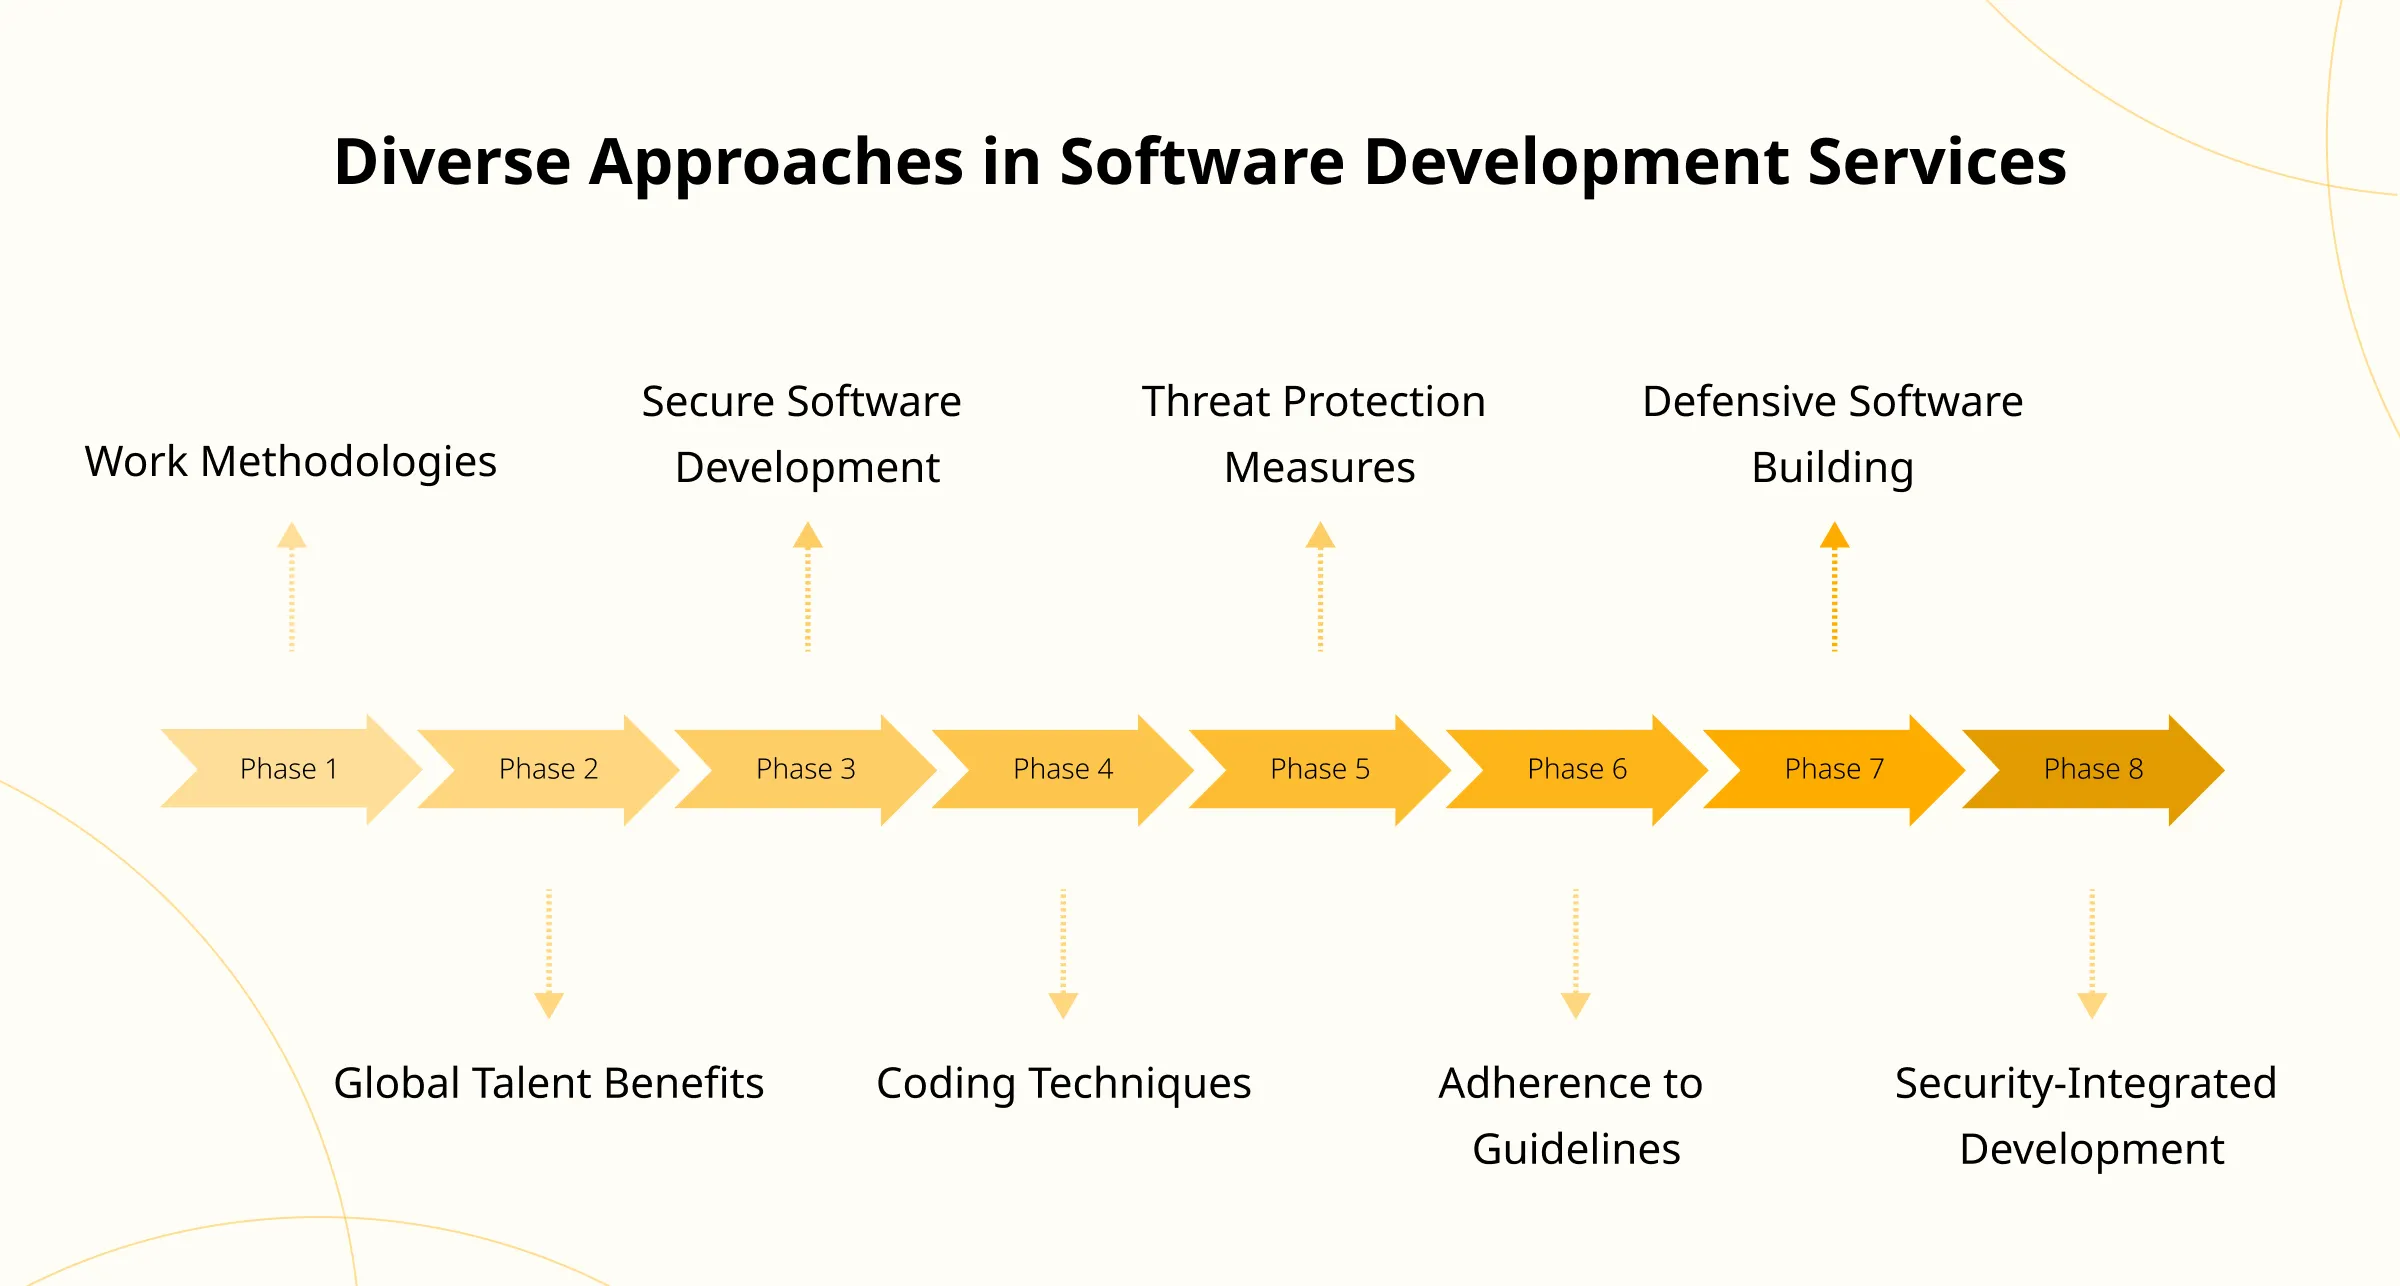 Diverse Approaches in Software Development Services
Work Methodologies
Secure Software
Development
Threat Protection
Measures
Defensive Software
Building
Phase 1
Phase 2
Phase 3
Phase 4
Phase 5
Phase 6
Phase 7
Phase 8
Global Talent Benefits
Coding Techniques
Adherence to
Guidelines
Security-Integrated
Development